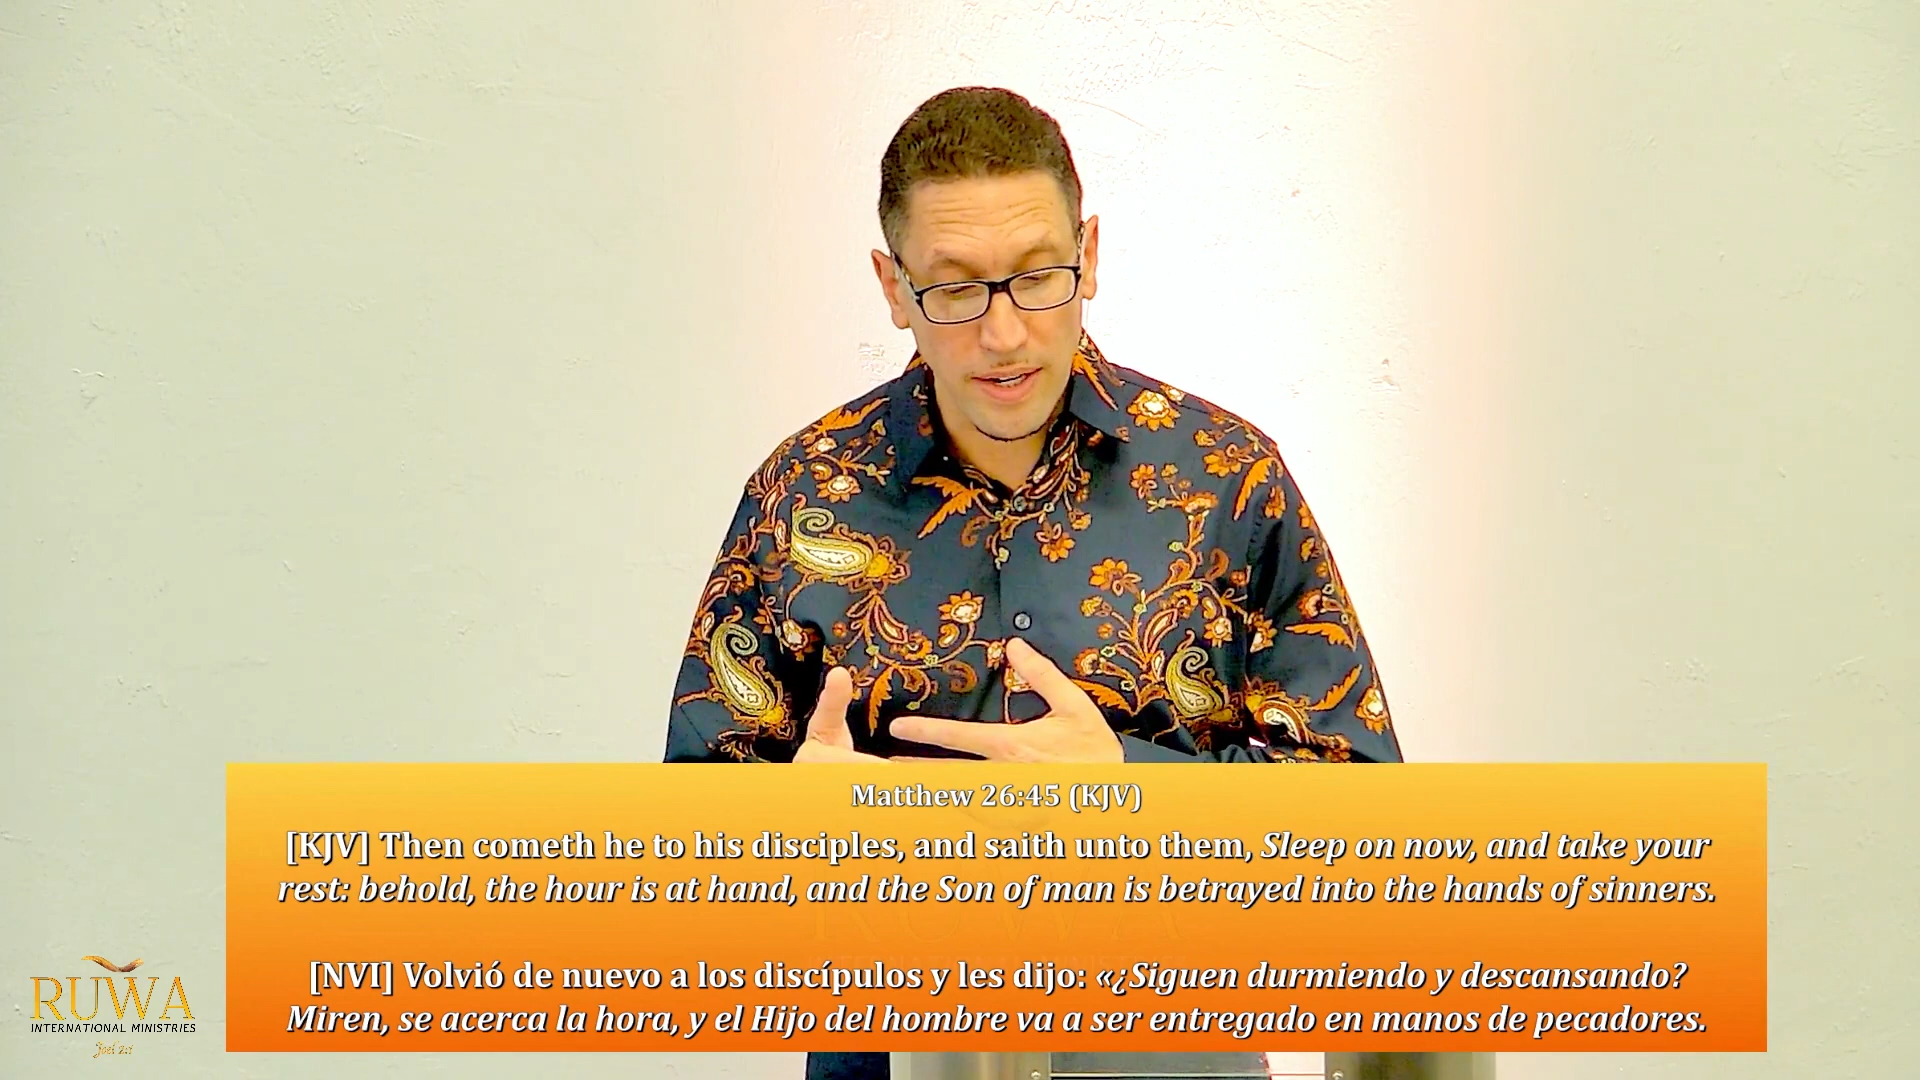 Matthew 26:45 (KJV)
[KJV] Then cometh he to his disciples, and saith unto them, Sleep on now, and take your
rest: behold, the hour is at hand, and the Son of man is betrayed into the hands of sinners.
[NVI] Volvió de nuevo a los discípulos y les dijo: «¿Siguen durmiendo y descansando?
Miren, se acerca la hora, y el Hijo del hombre va a ser entregado en manos de pecadores.
RUWA
INTERNATIONAL MINISTRIES
Joel 2:1